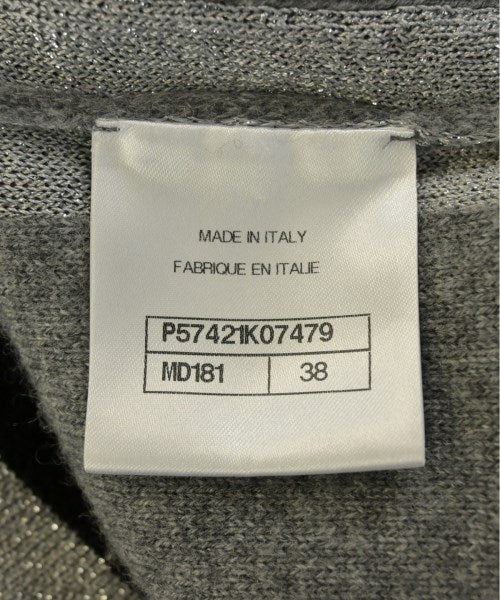 MADE IN ITALY
FABRIQUE EN ITALIE
P57421K07479
MD181 38